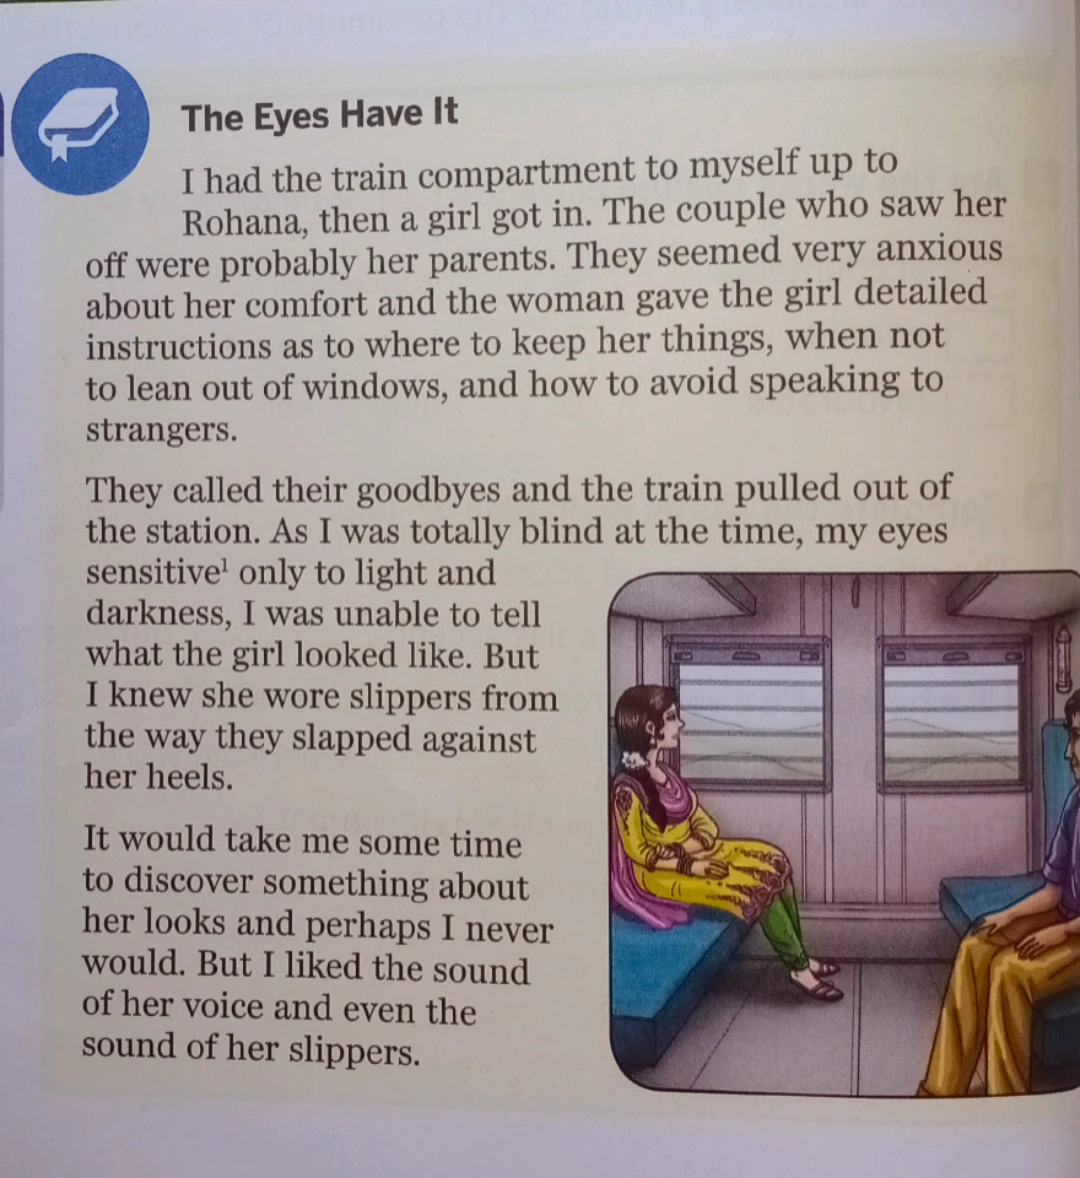 The Eyes Have It
I had the train compartment to myself up to
Rohana, then a girl got in. The couple who saw her
off were probably her parents. They seemed very anxious
about her comfort and the woman gave the girl detailed
instructions as to where to keep her things, when not
to lean out of windows, and how to avoid speaking to
strangers.
They called their goodbyes and the train pulled out of
the station. As I was totally blind at the time, my eyes
sensitive¹ only to light and
darkness, I was unable to tell
what the girl looked like. But
I knew she wore slippers from
the way they slapped against
her heels.
It would take me some time
to discover something about
her looks and perhaps I never
would. But I liked the sound
of her voice and even the
sound of her slippers.